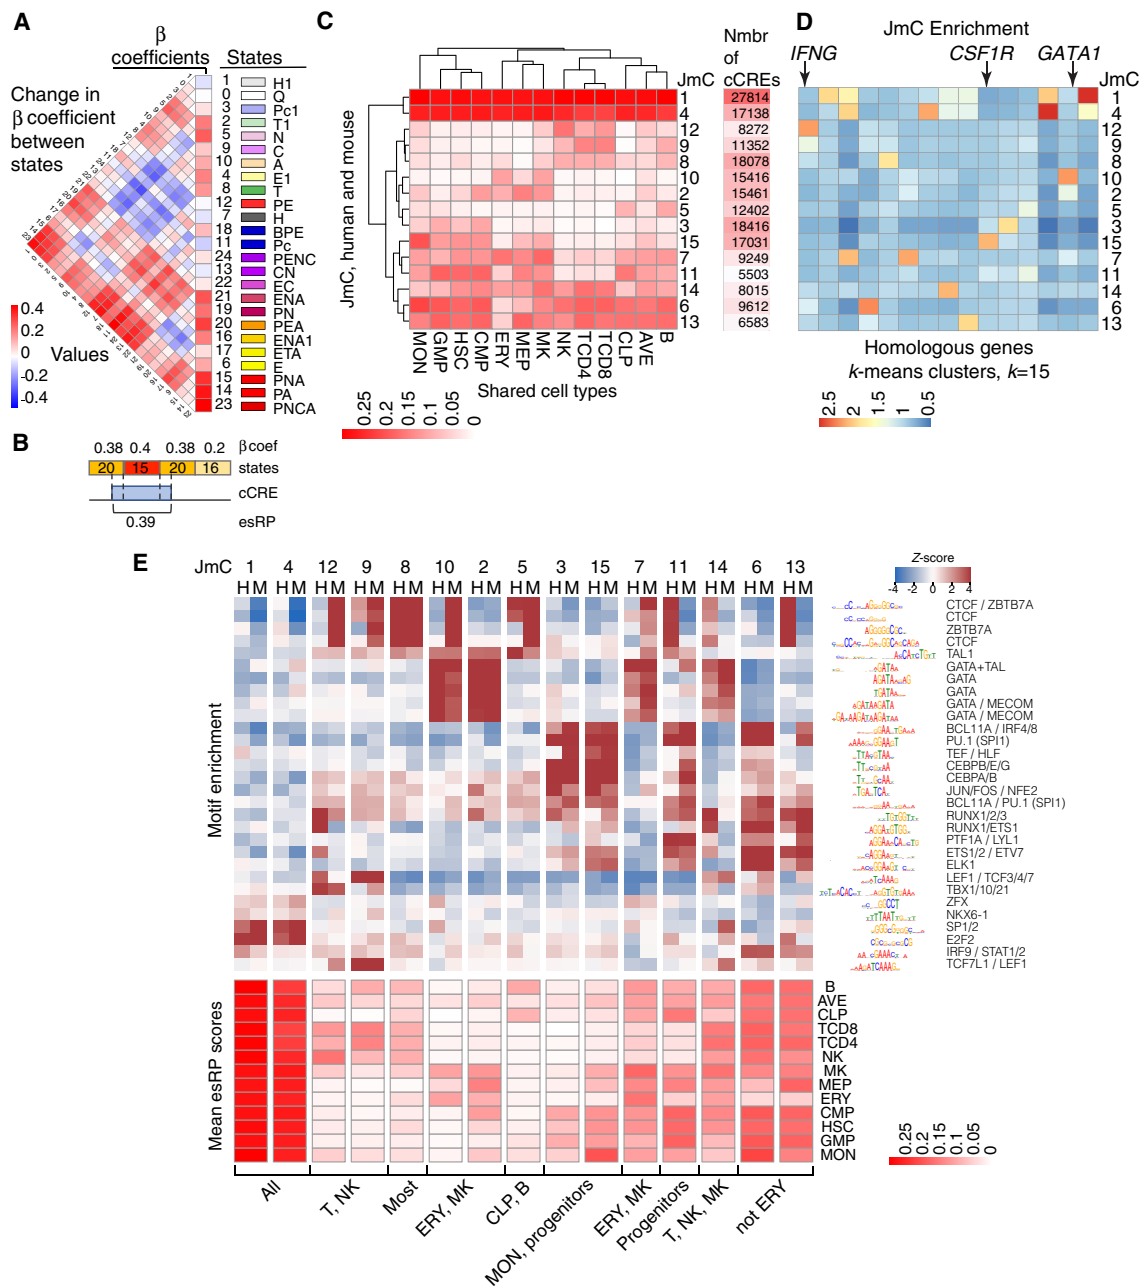 A
β
coefficients
States
Change in
β coefficient
between
states
1 H1
0 Q
3 Pc1
2 T1
5 N
9 C
10 A
4 E1
8 T
12 PE
7 H
18 BPE
11 Pc
24 PENC
13 CN
22 EC
21 ENA
19 PN
20 PEA
16 ENA1
17 ETA
6 E
15 PNA
14 PA
23 PNCA
0.4
0.2
0
-0.2
-0.4
Values
B
0.38 0.4 0.38 0.2 β coef
20 15 20 16 states
cCRE
0.39 esRP
C
Nmbr
of
cCREs
JmC
JmC, human and mouse
1 27814
4 17138
12 8272
9 11352
8 18078
10 15416
2 15461
5 12402
3 18416
15 17031
7 9249
11 5503
14 8015
6 9612
13 6583
MON GMP HSC CMP ERY MEP MK NK TCD4 TCD8 CLP AVE B
Shared cell types
0.25 0.2 0.15 0.1 0.05 0
D
JmC Enrichment
IFNG CSF1R GATA1
JmC
1
4
12
9
8
10
2
5
3
15
7
11
14
6
13
Homologous genes
k-means clusters, k=15
2.5 2 1.5 1 0.5
E
JmC 1 4 12 9 8 10 2 5 3 15 7 11 14 6 13
H M H M H M H M H M H M H M H M H M H M H M H M H M H M H M
Z-score
-4 -2 0 2 4
Motif enrichment
CTCF / ZBTB7A
CTCF
ZBTB7A
CTCF
TAL1
GATA+TAL
GATA
GATA
GATA / MECOM
GATA / MECOM
BCL11A / IRF4/8
PU.1 (SPI1)
TEF / HLF
CEBPB/E/G
CEBPA/B
JUN/FOS / NFE2
BCL11A / PU.1 (SPI1)
RUNX1/2/3
RUNX1/ETS1
PTF1A / LYL1
ETS1/2 / ETV7
ELK1
LEF1 / TCF3/4/7
TBX1/10/21
ZFX
NKX6-1
SP1/2
E2F2
IRF9 / STAT1/2
TCF7L1 / LEF1
Mean esRP scores
B
AVE
CLP
TCD8
TCD4
NK
MK
MEP
ERY
CMP
HSC
GMP
MON
All
T, NK
Most
ERY, MK
CLP, B
MON, progenitors
ERY, MK
Progenitors
T, NK, MK
not ERY
0.25 0.2 0.15 0.1 0.05 0